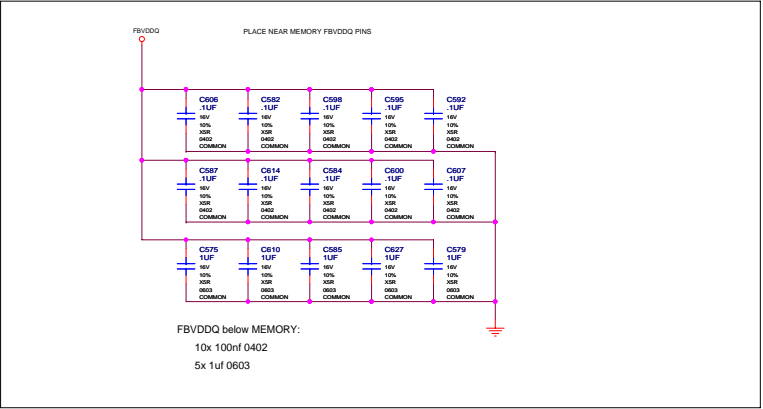 FBVDDQ
PLACE NEAR MEMORY FBVDDQ PINS
C606
.1UF
16V
10%
X5R
0402
COMMON
C582
.1UF
16V
10%
X5R
0402
COMMON
C598
.1UF
16V
10%
X5R
0402
COMMON
C595
.1UF
16V
10%
X5R
0402
COMMON
C592
.1UF
16V
10%
X5R
0402
COMMON
C587
.1UF
16V
10%
X5R
0402
COMMON
C614
.1UF
16V
10%
X5R
0402
COMMON
C584
.1UF
16V
10%
X5R
0402
COMMON
C600
.1UF
16V
10%
X5R
0402
COMMON
C607
.1UF
16V
10%
X5R
0402
COMMON
C575
1UF
16V
10%
X5R
0603
COMMON
C610
1UF
16V
10%
X5R
0603
COMMON
C585
1UF
16V
10%
X5R
0603
COMMON
C627
1UF
16V
10%
X5R
0603
COMMON
C579
1UF
16V
10%
X5R
0603
COMMON
FBVDDQ below MEMORY:
10x 100nf 0402
5x 1uf 0603